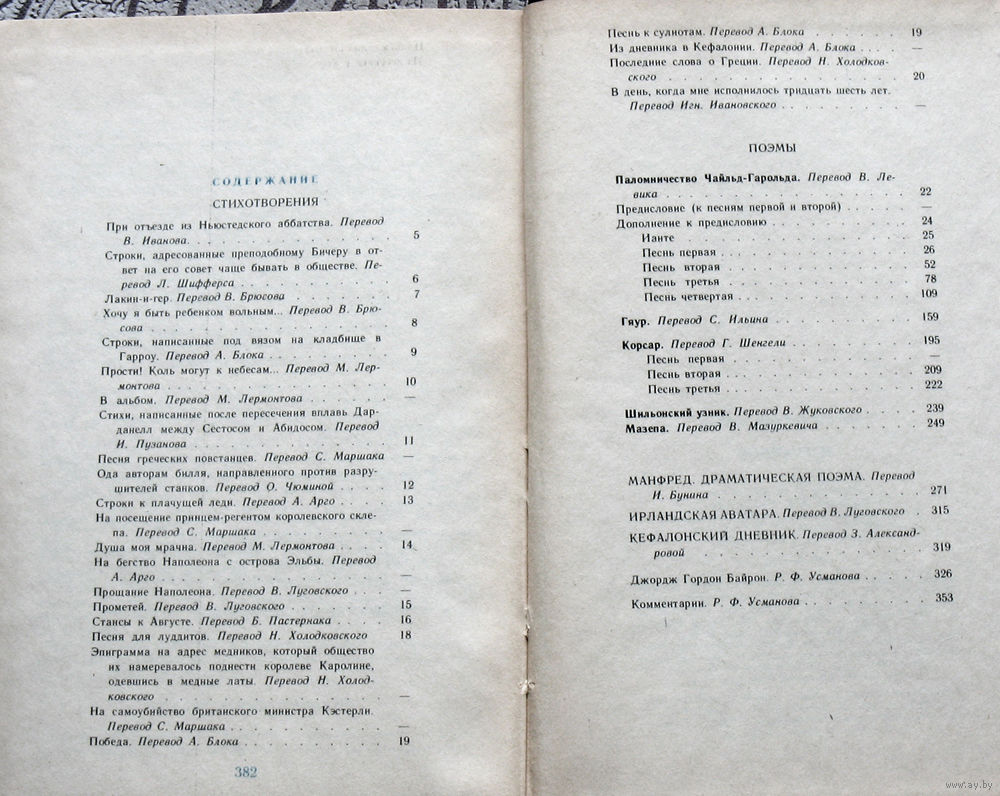 СОДЕРЖАНИЕ
СТИХОТВОРЕНИЯ
При отъезде из Ньюстедского аббатства. Перевод
В. Иванова. . . . . . . . . . . . . 5
Строки, адресованные преподобному Бичеру в от-
вет на его совет чаще бывать в обществе. Пе-
ревод Л. Шифферса . . . . . . . . . . 6
Лакин-и-гер. Перевод В. Брюсова . . . . . . . 7
Хочу я быть ребенком вольным... Перевод В. Брю-
сова . . . . . . . . . . . . . . 8
Строки, написанные под вязом на кладбище в
Гарроу. Перевод А. Блока . . . . . . . . 9
Прости! Коль могут к небесам... Перевод М. Лер-
монтова . . . . . . . . . . . . . 10
В альбом. Перевод М. Лермонтова . . . . . . —
Стихи, написанные после пересечения вплавь Дар-
данелл между Сестосом и Абидосом. Перевод
И. Пузанова . . . . . . . . . . . . 11
Песня греческих повстанцев. Перевод С. Маршака —
Ода авторам билля, направленного против разру-
шителей станков. Перевод О. Чюминой . . . . 12
Строки к плачущей леди. Перевод А. Арго . . . . 13
На посещение принцем-регентом королевского скле-
па. Перевод С. Маршака . . . . . . . . —
Душа моя мрачна. Перевод М. Лермонтова . . . . 14
На бегство Наполеона с острова Эльбы. Перевод
А. Арго . . . . . . . . . . . . . —
Прощание Наполеона. Перевод В. Луговского . . . —
Прометей. Перевод В. Луговского . . . . . . . 15
Стансы к Августе. Перевод Б. Пастернака . . . . 16
Песня для луддитов. Перевод Н. Холодковского 18
Эпиграмма на адрес медников, который общество
их намеревалось поднести королеве Каролине,
одевшись в медные латы. Перевод Н. Холод-
ковского . . . . . . . . . . . . . —
На самоубийство британского министра Кэстерли.
Перевод С. Маршака . . . . . . . . . —
Победа. Перевод А. Блока . . . . . . . . . 19
382
Песнь к сулиотам. Перевод А. Блока . . . . . . 19
Из дневника в Кефалонии. Перевод А. Блока . . . . —
Последние слова о Греции. Перевод Н. Холодков-
ского . . . . . . . . . . . . . . 20
В день, когда мне исполнилось тридцать шесть лет.
Перевод Игн. Ивановского . . . . . . . . —
ПОЭМЫ
Паломничество Чайльд-Гарольда. Перевод В. Ле-
вика . . . . . . . . . . . . . . 22
Предисловие (к песням первой и второй) . . . . . —
Дополнение к предисловию . . . . . . . . . 24
Ианте . . . . . . . . . . . . . 25
Песнь первая . . . . . . . . . . . 26
Песнь вторая . . . . . . . . . . . 52
Песнь третья . . . . . . . . . . . 78
Песнь четвертая . . . . . . . . . . 109
Гяур. Перевод С. Ильина . . . . . . . . . 159
Корсар. Перевод Г. Шенгели . . . . . . . . 195
Песнь первая . . . . . . . . . . . —
Песнь вторая . . . . . . . . . . . 209
Песнь третья . . . . . . . . . . . 222
Шильонский узник. Перевод В. Жуковского . . . . 239
Мазепа. Перевод В. Мазуркевича . . . . . . . 249
МАНФРЕД. ДРАМАТИЧЕСКАЯ ПОЭМА. Перевод
И. Бунина . . . . . . . . . . . . 271
ИРЛАНДСКАЯ АВАТАРА. Перевод В. Луговского . 315
КЕФАЛОНСКИЙ ДНЕВНИК. Перевод З. Александ-
ровой . . . . . . . . . . . . . 319
Джордж Гордон Байрон. Р. Ф. Усманова . . . . . 326
Комментарии. Р. Ф. Усманова . . . . . . . . 353
www.ay.by